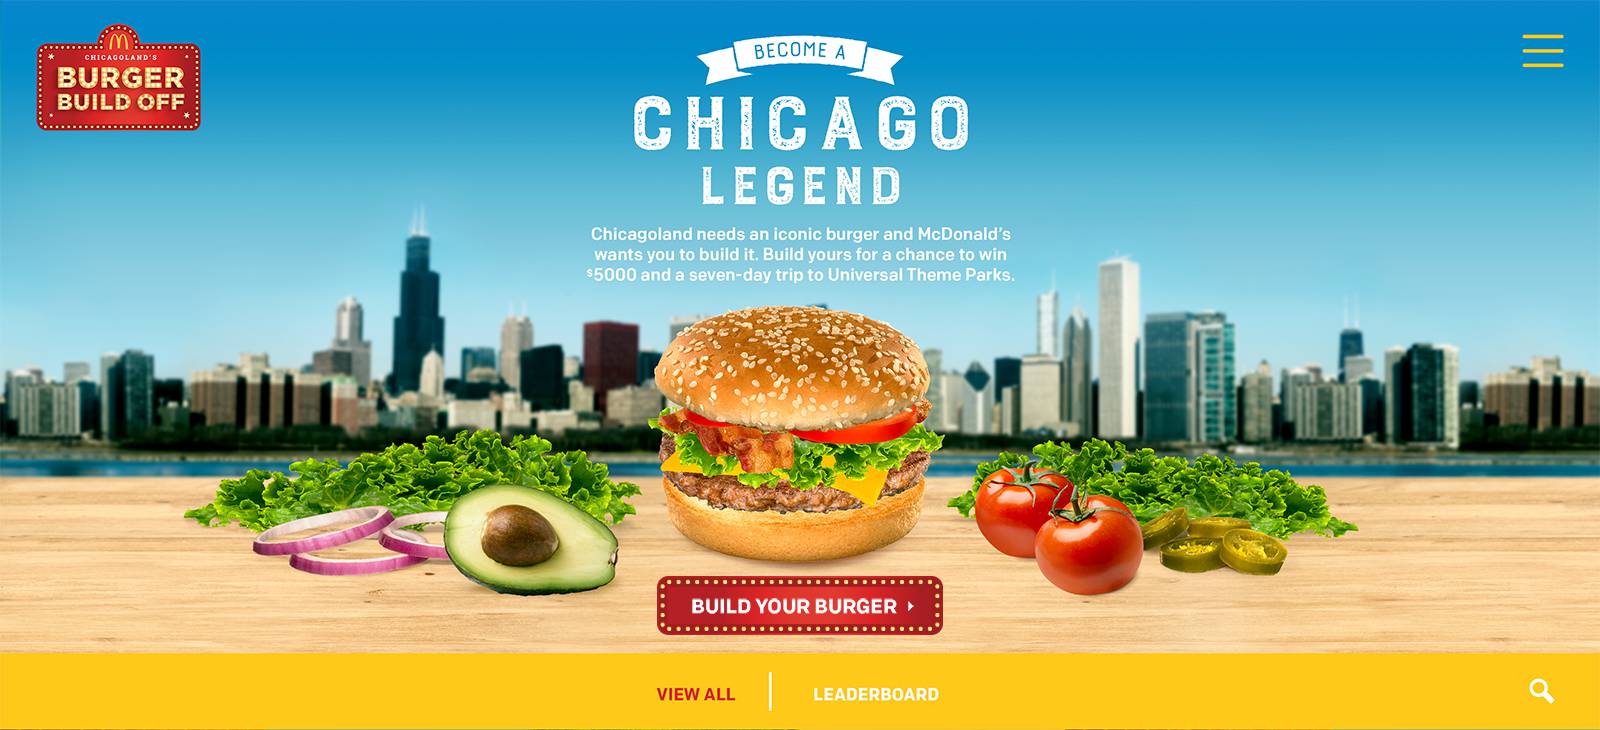 CHICAGOLAND'S
BURGER
BUILD OFF
BECOME A
CHICAGO
LEGEND
Chicagoland needs an iconic burger and McDonald's
wants you to build it. Build yours for a chance to win
$5000 and a seven-day trip to Universal Theme Parks.
BUILD YOUR BURGER
VIEW ALL
LEADERBOARD